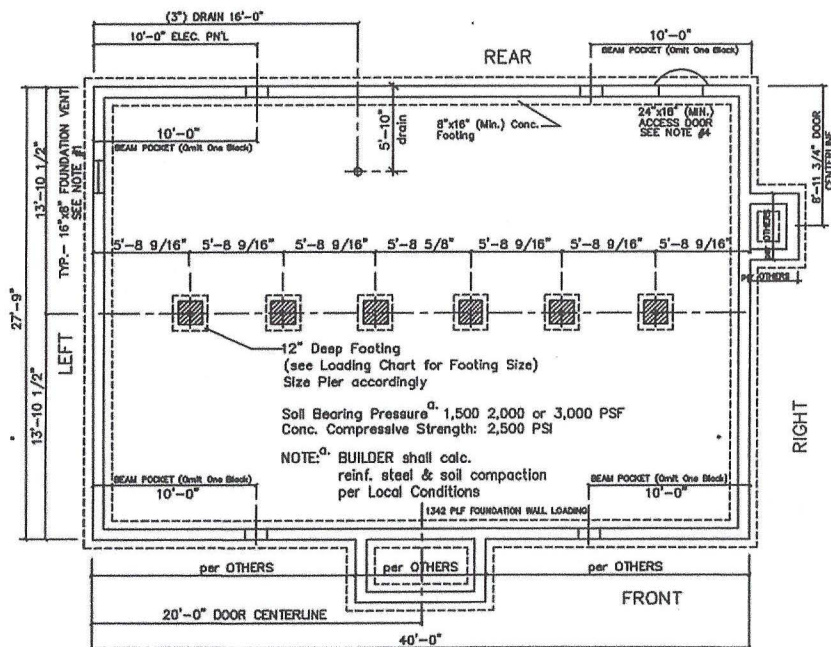 (3") DRAIN 16'-0"
10'-0" ELEC. PN'L
REAR
10'-0"
BEAM POCKET (Omit One Block)
5'-10"
drain
8"x16" (Min.) Conc.
Footing
24"x18" (MIN.)
ACCESS DOOR
SEE NOTE #4
10'-0"
BEAM POCKET (Omit One Block)
TYP.- 16"x8" FOUNDATION VENT
SEE NOTE #1
13'-10 1/2"
8'-11 3/4" DOOR
CENTERLINE
per OTHERS
per OTHERS
5'-8 9/16"
5'-8 9/16"
5'-8 9/16"
5'-8 5/8"
5'-8 9/16"
5'-8 9/16"
5'-8 9/16"
27'-9"
LEFT
13'-10 1/2"
RIGHT
12" Deep Footing
(see Loading Chart for Footing Size)
Size Pier accordingly
Soil Bearing Pressure a. 1,500 2,000 or 3,000 PSF
Conc. Compressive Strength: 2,500 PSI
NOTE: a. BUILDER shall calc.
reinf. steel & soil compaction
per Local Conditions
BEAM POCKET (Omit One Block)
10'-0"
BEAM POCKET (Omit One Block)
10'-0"
1342 PLF FOUNDATION WALL LOADING
per OTHERS
per OTHERS
per OTHERS
FRONT
20'-0" DOOR CENTERLINE
40'-0"